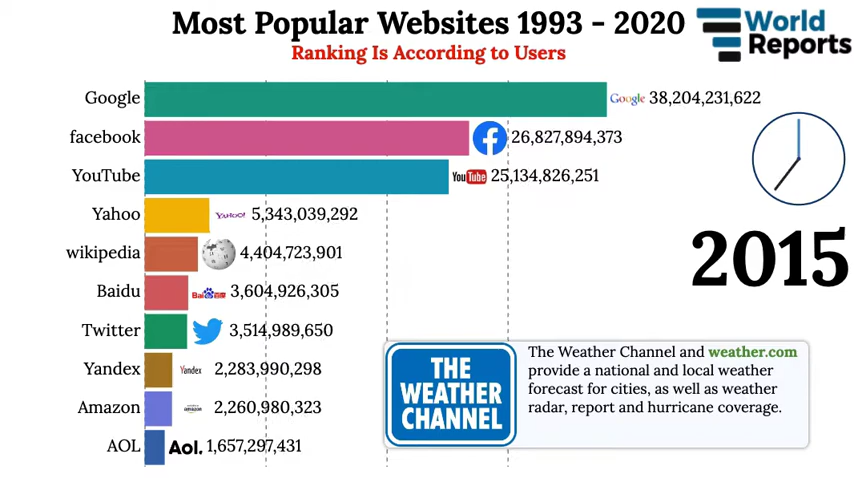 Most Popular Websites 1993 - 2020
Ranking Is According to Users
World
Reports
Google Google 38,204,231,622
facebook 26,827,894,373
YouTube YouTube 25,134,826,251
Yahoo YAHOO! 5,343,039,292
wikipedia 4,404,723,901
Baidu Bai 3,604,926,305
Twitter 3,514,989,650
Yandex Yandex 2,283,990,298
Amazon amazon 2,260,980,323
AOL Aol. 1,657,297,431
2015
THE
WEATHER
CHANNEL
The Weather Channel and weather.com
provide a national and local weather
forecast for cities, as well as weather
radar, report and hurricane coverage.